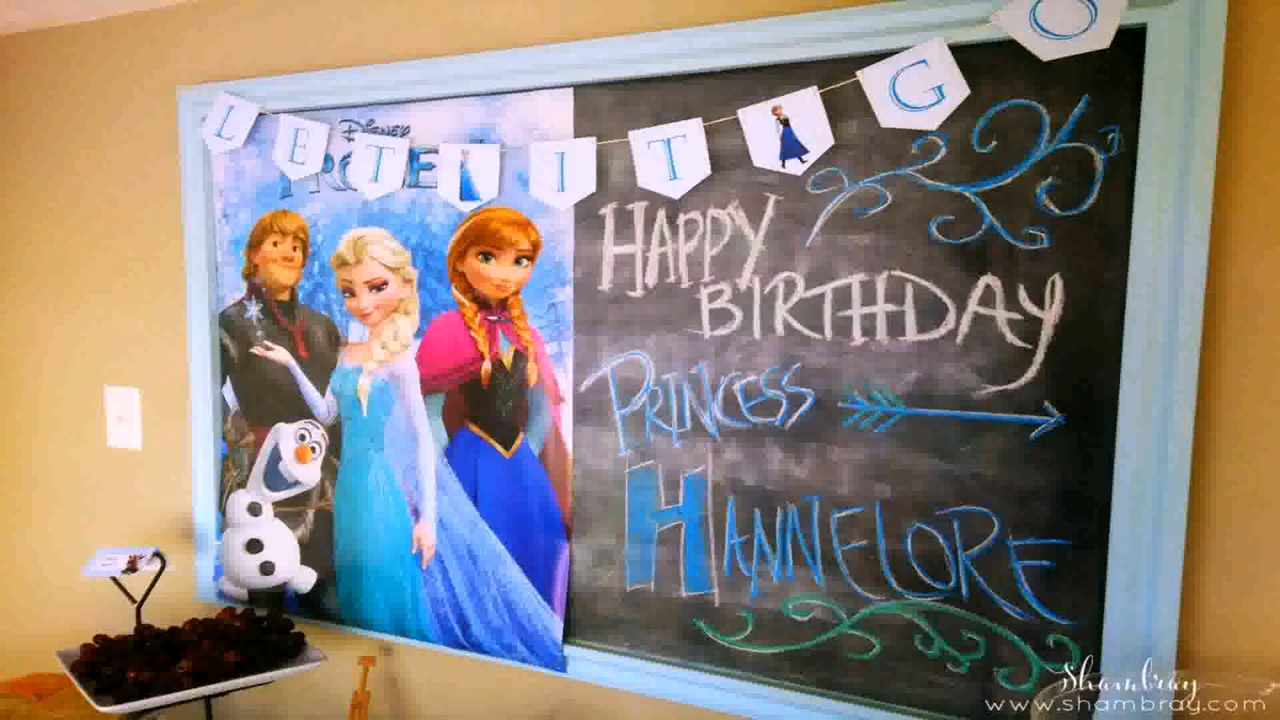 LET IT GO
DISNEY
FROZEN
HAPPY
BIRTHDAY
PRINCESS
HANNELORE
Shambray
www.shambray.com